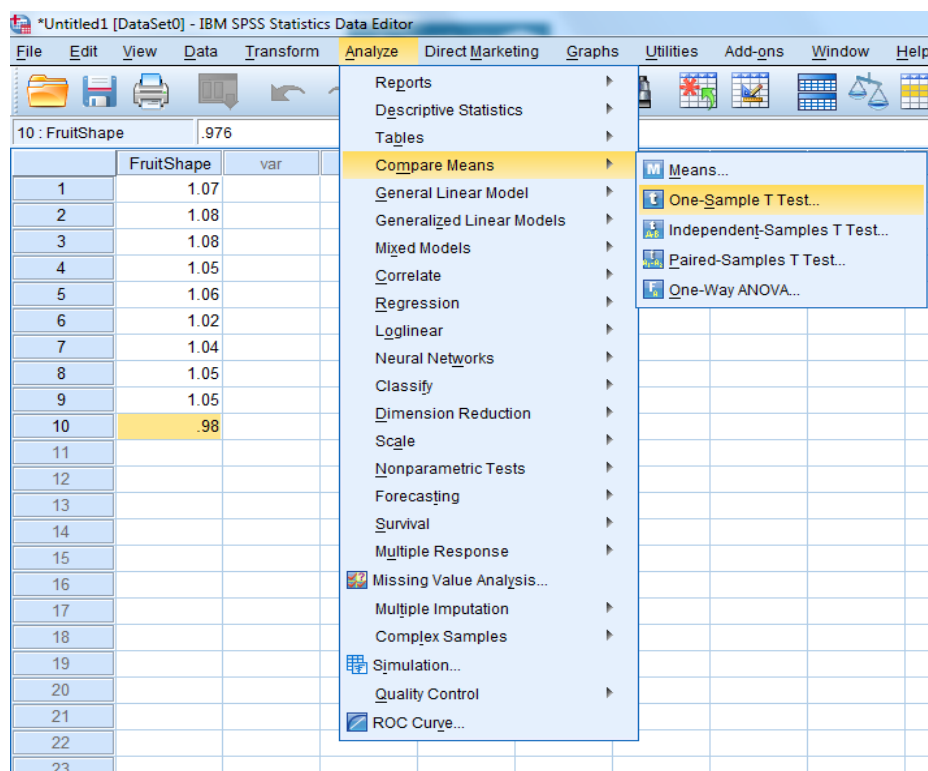 *Untitled1 [DataSet0] - IBM SPSS Statistics Data Editor
File Edit View Data Transform Analyze Direct Marketing Graphs Utilities Add-ons Window Help
10 : FruitShape .976
FruitShape var
1 1.07
2 1.08
3 1.08
4 1.05
5 1.06
6 1.02
7 1.04
8 1.05
9 1.05
10 .98
11
12
13
14
15
16
17
18
19
20
21
22
23
Reports
Descriptive Statistics
Tables
Compare Means
General Linear Model
Generalized Linear Models
Mixed Models
Correlate
Regression
Loglinear
Neural Networks
Classify
Dimension Reduction
Scale
Nonparametric Tests
Forecasting
Survival
Multiple Response
Missing Value Analysis...
Multiple Imputation
Complex Samples
Simulation...
Quality Control
ROC Curve...
M Means...
t One-Sample T Test...
Independent-Samples T Test...
Paired-Samples T Test...
One-Way ANOVA...